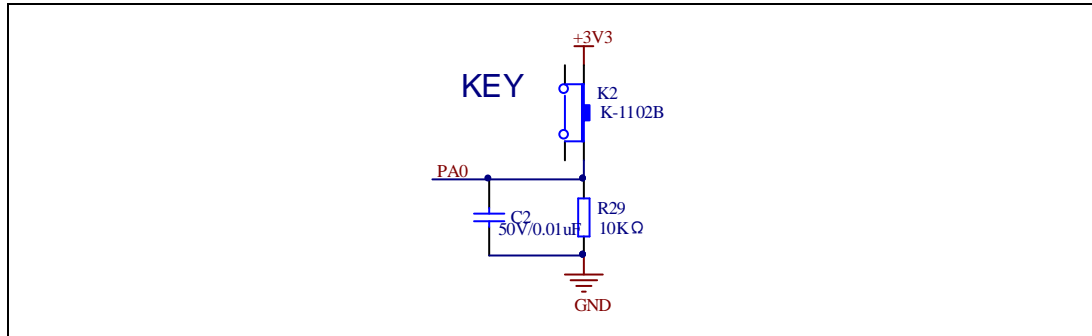 +3V3
KEY
K2
K-1102B
PA0
C2
50V/0.01uF
R29
10KΩ
GND